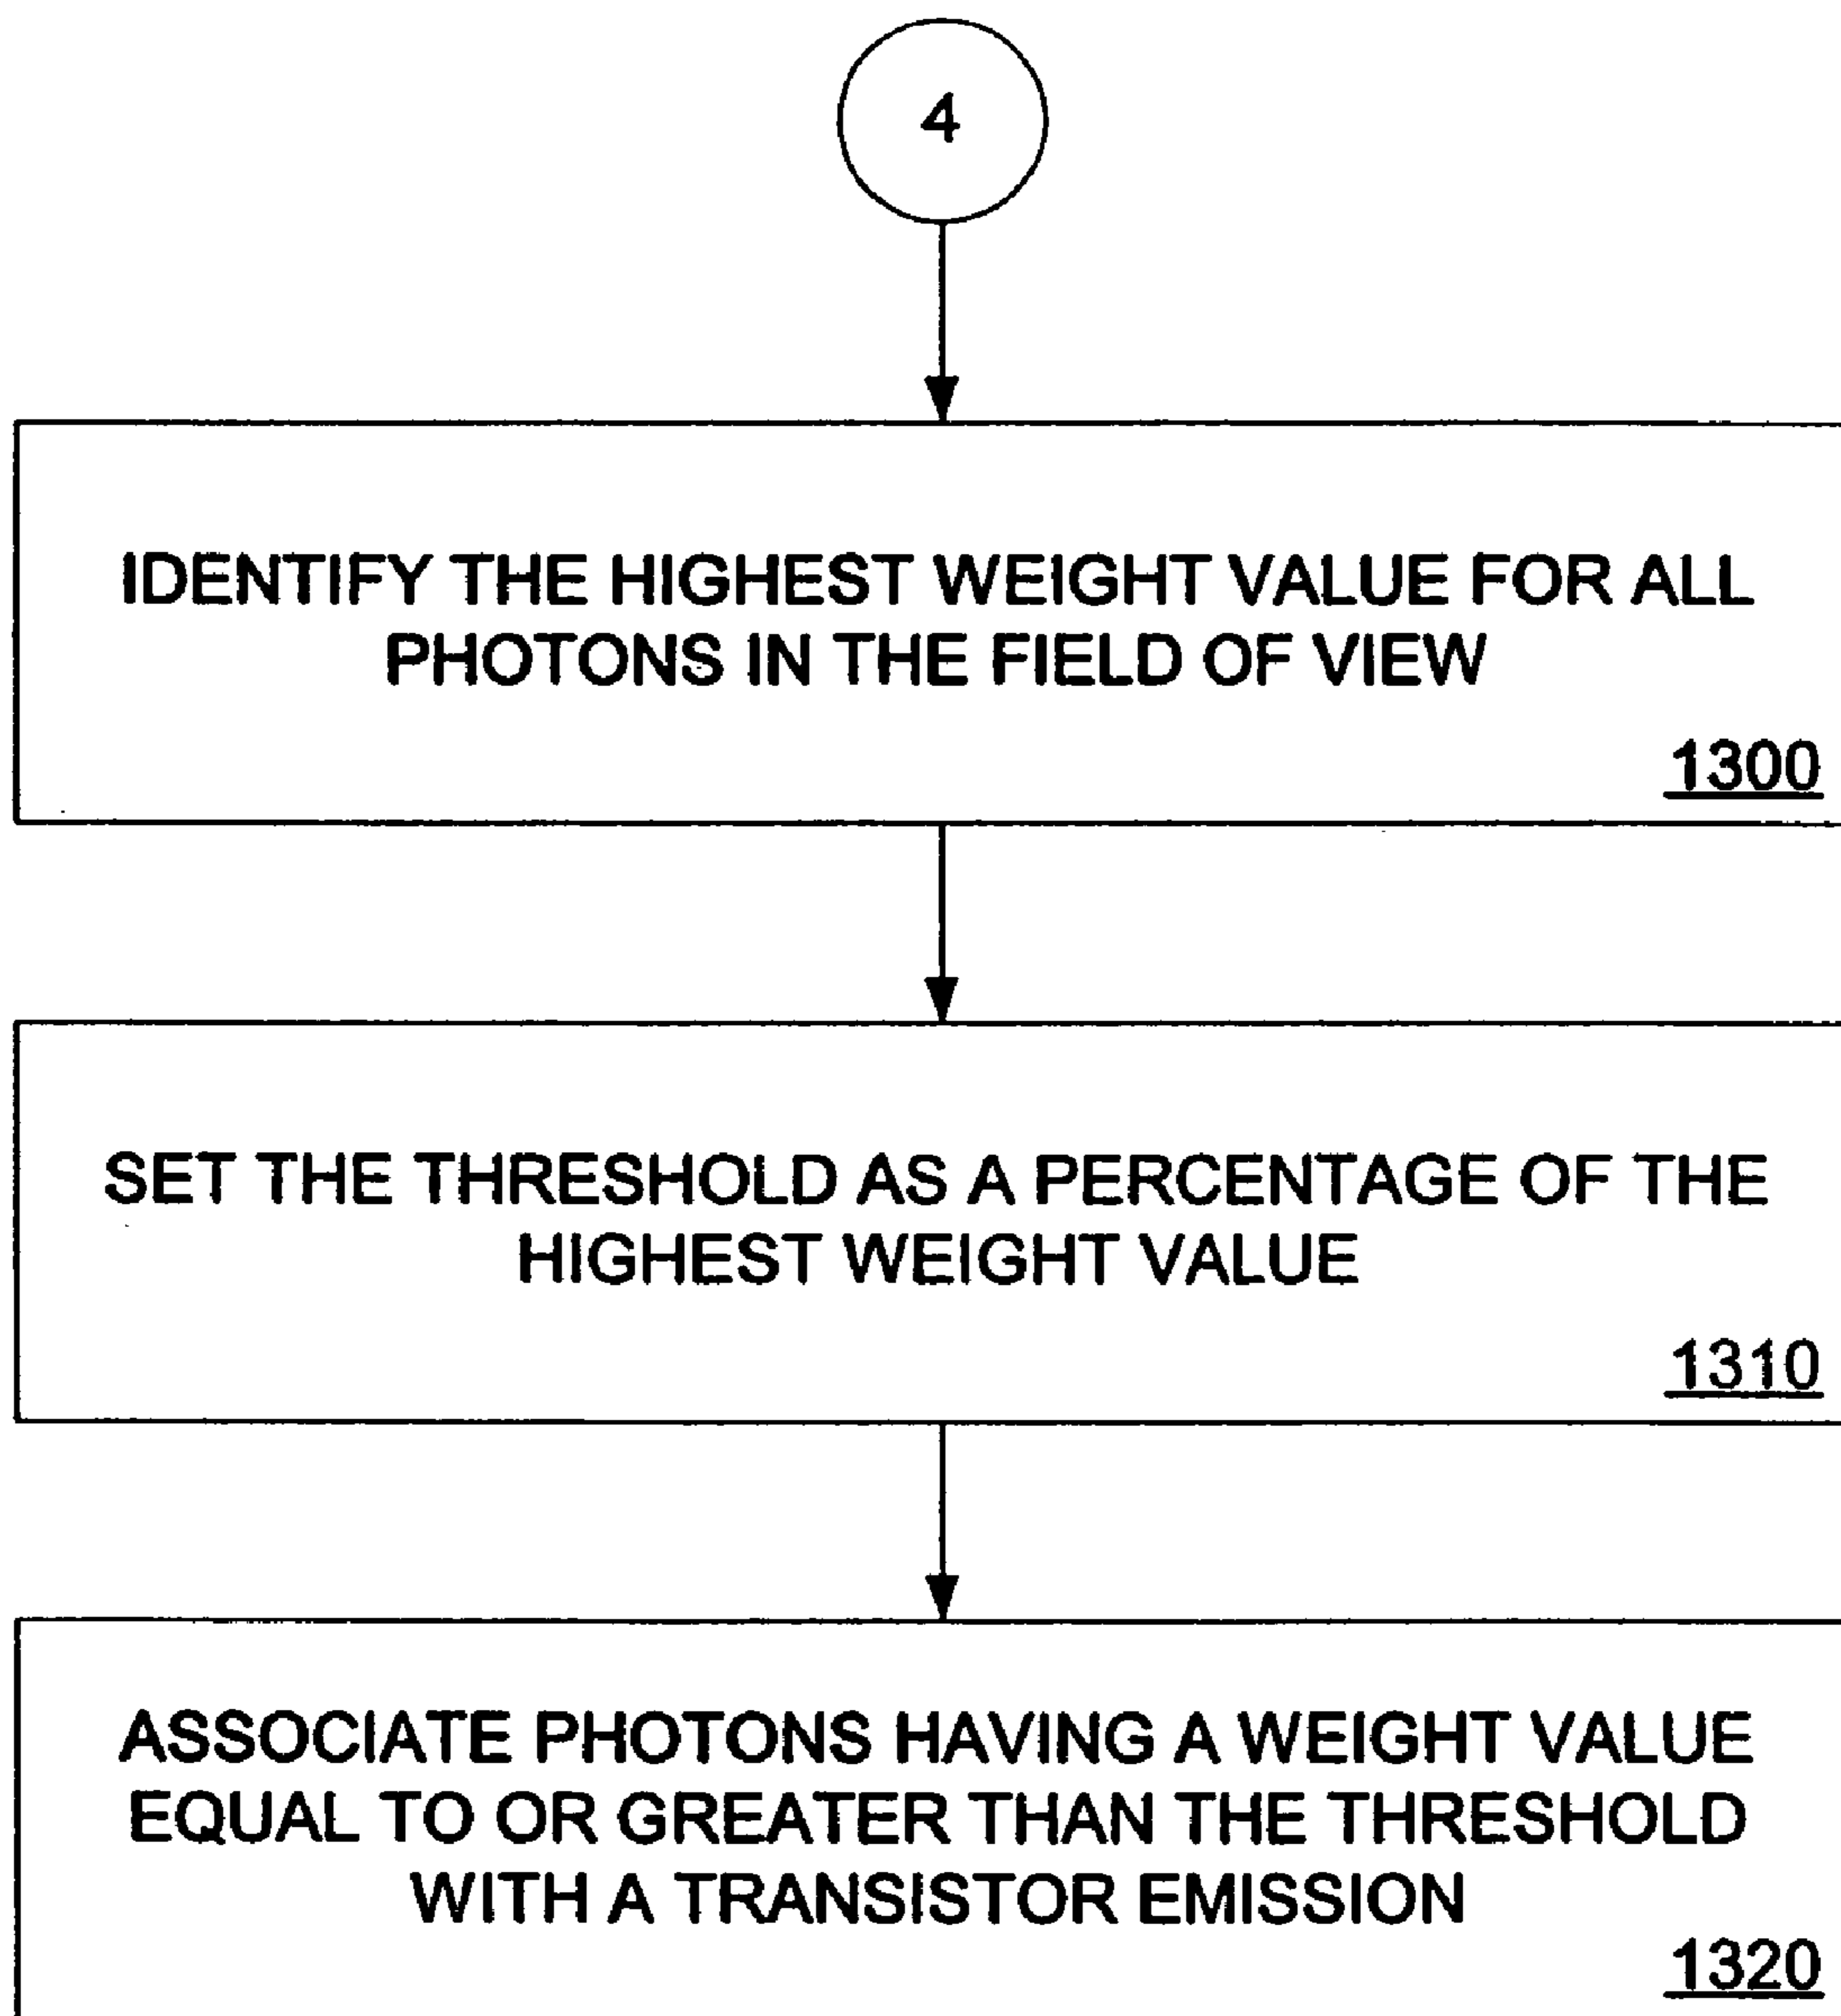 4
IDENTIFY THE HIGHEST WEIGHT VALUE FOR ALL
PHOTONS IN THE FIELD OF VIEW
1300
SET THE THRESHOLD AS A PERCENTAGE OF THE
HIGHEST WEIGHT VALUE
1310
ASSOCIATE PHOTONS HAVING A WEIGHT VALUE
EQUAL TO OR GREATER THAN THE THRESHOLD
WITH A TRANSISTOR EMISSION
1320